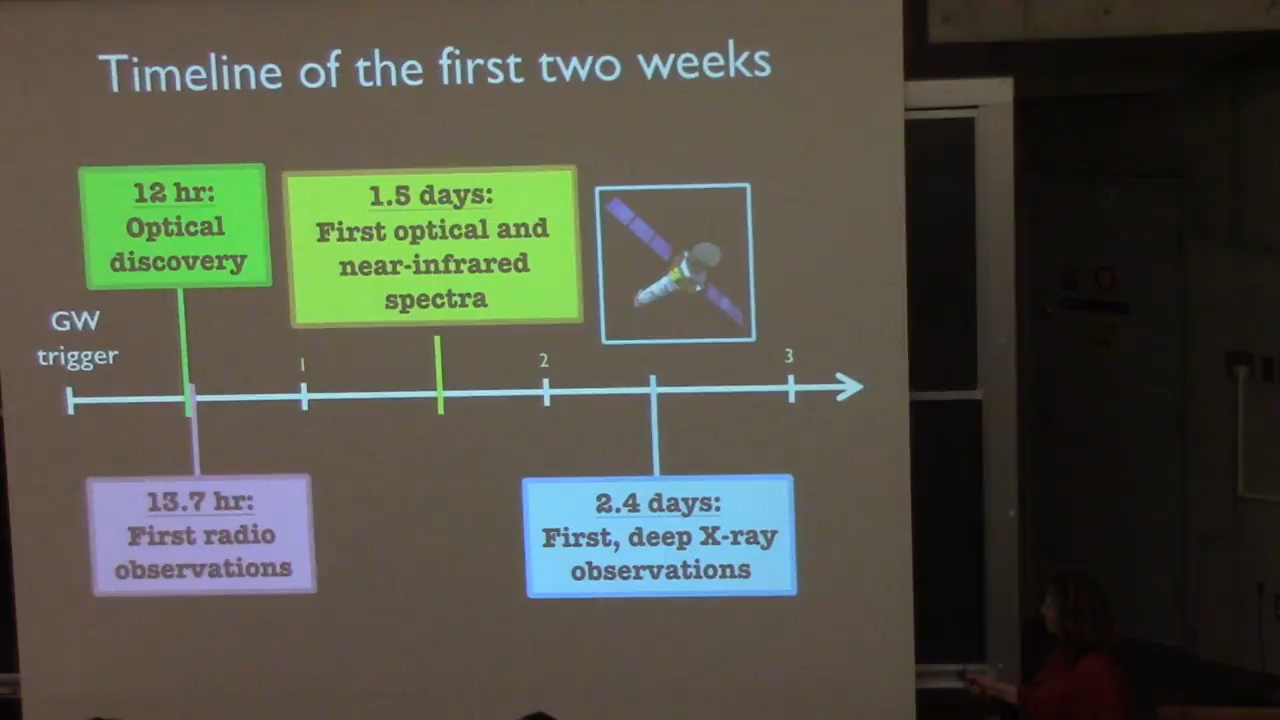 Timeline of the first two weeks
12 hr:
Optical
discovery
1.5 days:
First optical and
near-infrared
spectra
GW
trigger
1
2
3
13.7 hr:
First radio
observations
2.4 days:
First, deep X-ray
observations